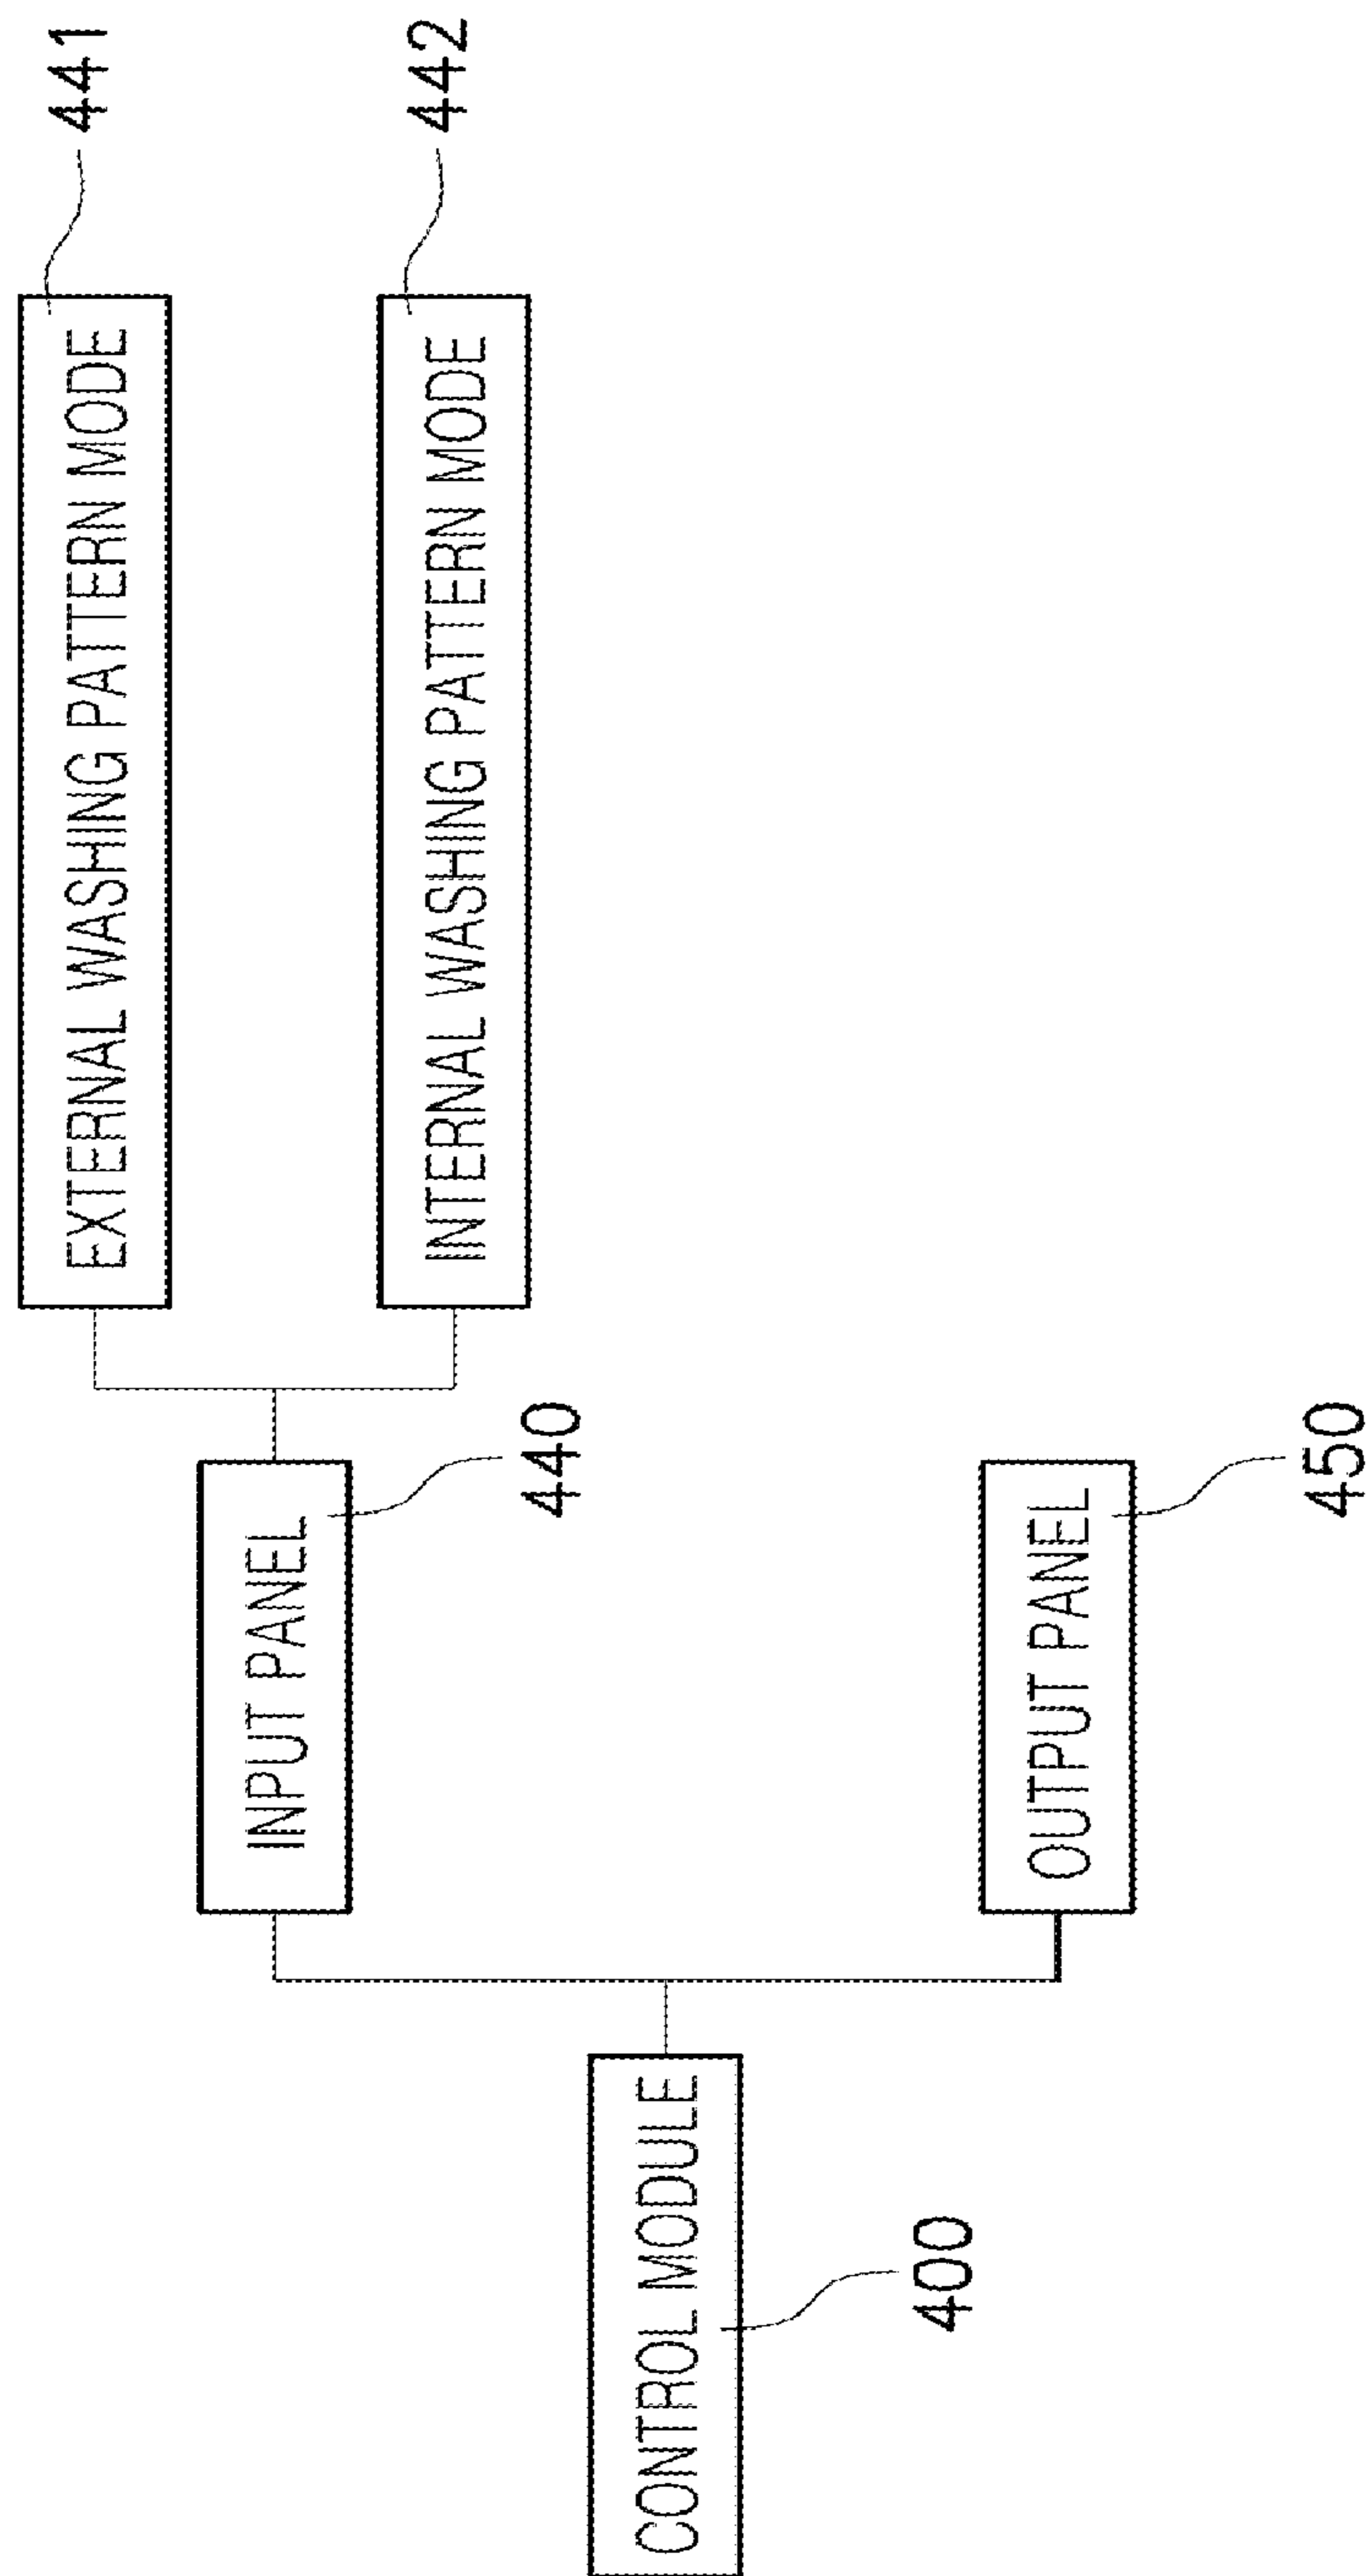 EXTERNAL WASHING PATTERN MODE
441
INPUT PANEL
440
INTERNAL WASHING PATTERN MODE
442
CONTROL MODULE
400
OUTPUT PANEL
450